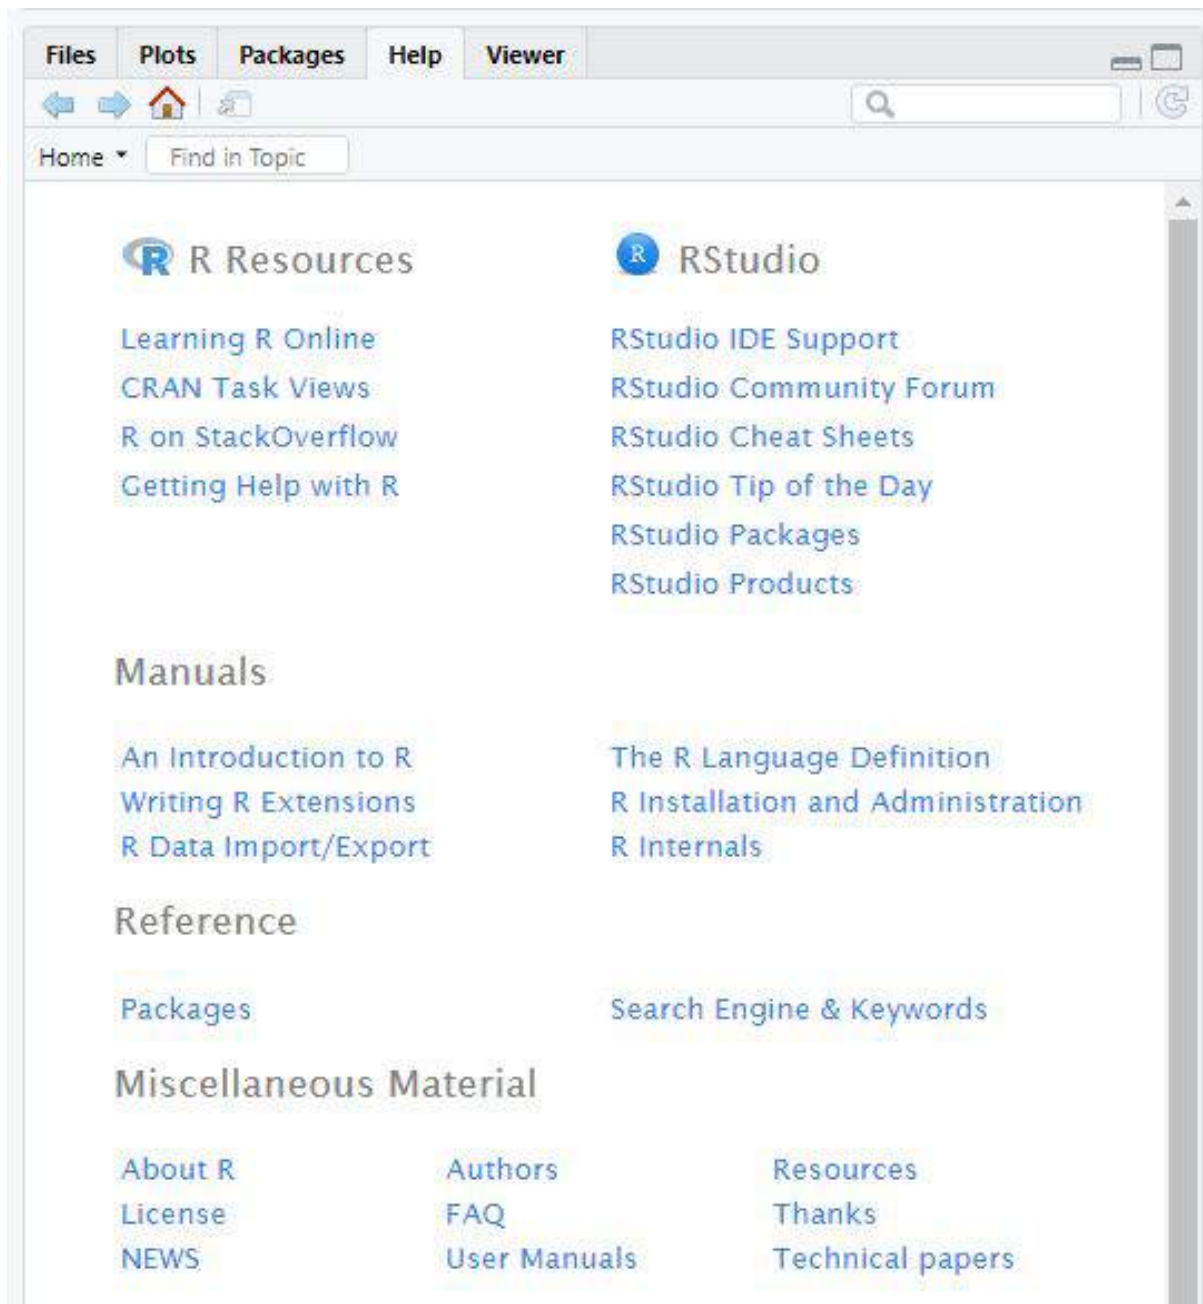 Files Plots Packages Help Viewer
Home Find in Topic
R R Resources
Learning R Online
CRAN Task Views
R on StackOverflow
Getting Help with R
R RStudio
RStudio IDE Support
RStudio Community Forum
RStudio Cheat Sheets
RStudio Tip of the Day
RStudio Packages
RStudio Products
Manuals
An Introduction to R The R Language Definition
Writing R Extensions R Installation and Administration
R Data Import/Export R Internals
Reference
Packages Search Engine & Keywords
Miscellaneous Material
About R Authors Resources
License FAQ Thanks
NEWS User Manuals Technical papers